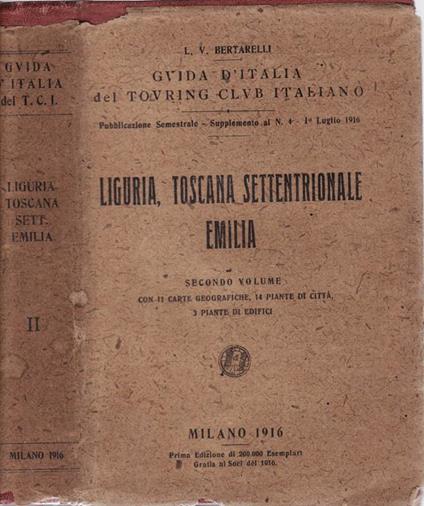 GVIDA
D'ITALIA
del T. C. I.
LIGURIA
TOSCANA
SETT.
EMILIA
II
MILANO 1916
L. V. BERTARELLI
GVIDA D'ITALIA
del TOVRING CLVB ITALIANO
Pubblicazione Semestrale - Supplemento al N. 4 - 1º Luglio 1916
LIGURIA, TOSCANA SETTENTRIONALE
EMILIA
SECONDO VOLUME
CON 11 CARTE GEOGRAFICHE, 14 PIANTE DI CITTÀ,
3 PIANTE DI EDIFICI
MILANO 1916
Prima Edizione di 200.000 Esemplari
Gratis ai Soci del 1916.